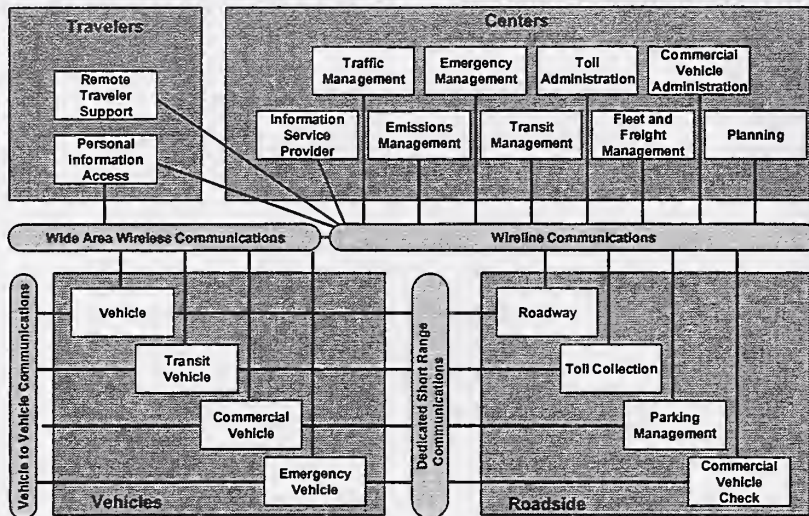 Travelers
Remote
Traveler
Support
Personal
Information
Access
Centers
Traffic
Management
Emergency
Management
Toll
Administration
Commercial
Vehicle
Administration
Information
Service
Provider
Emissions
Management
Transit
Management
Fleet and
Freight
Management
Planning
Wide Area Wireless Communications
Wireline Communications
Vehicle to Vehicle Communications
Vehicle
Transit
Vehicle
Commercial
Vehicle
Emergency
Vehicle
Vehicles
Dedicated Short Range
Communications
Roadway
Toll Collection
Parking
Management
Commercial
Vehicle
Check
Roadside